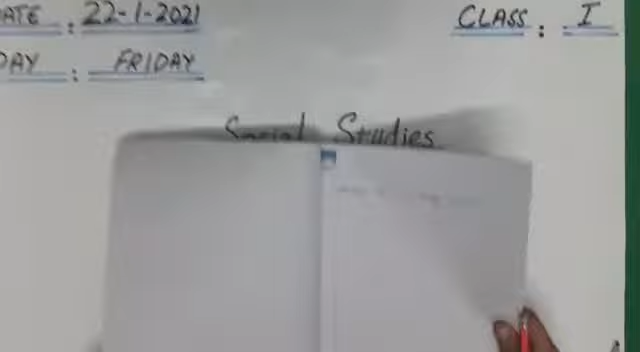 DATE : 22-1-2021
CLASS : I
DAY : FRIDAY
Social Studies